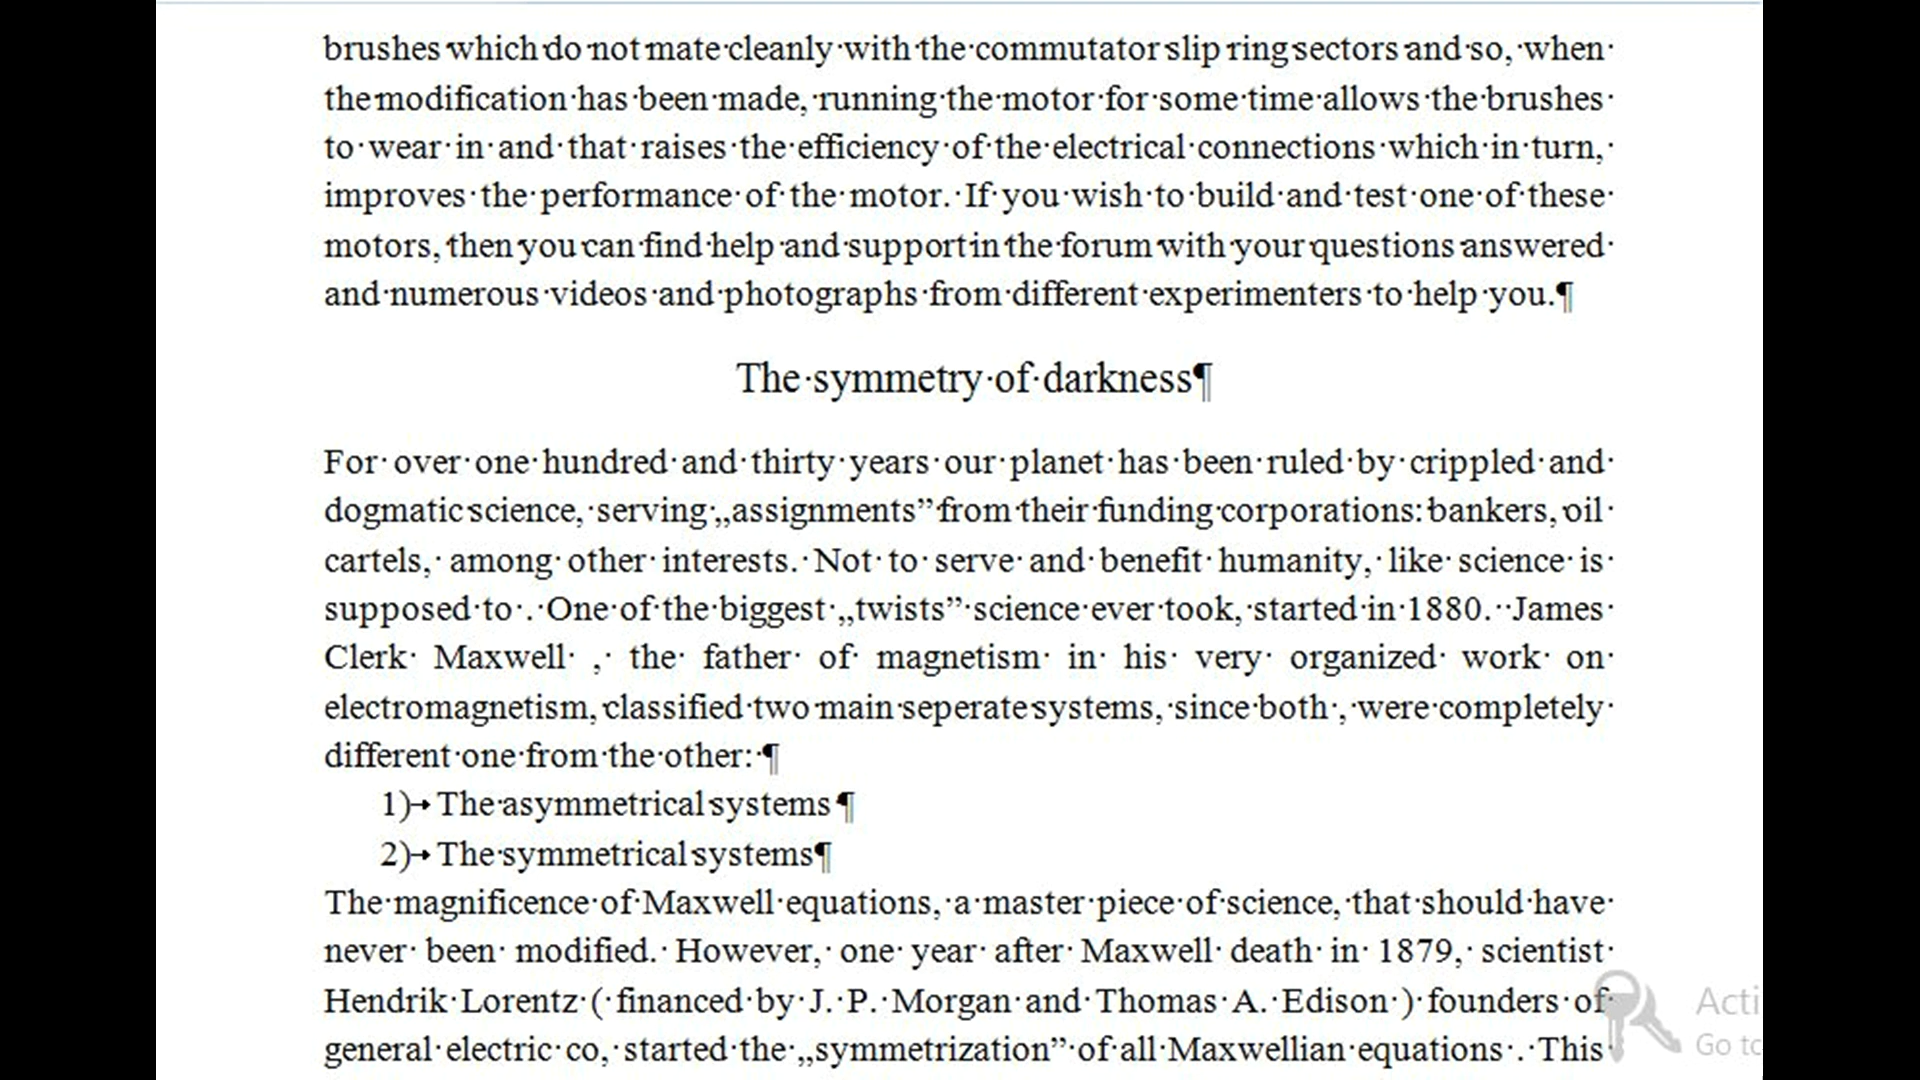 brushes which do not mate cleanly with the commutator slip ring sectors and so, when
the modification has been made, running the motor for some time allows the brushes
to wear in and that raises the efficiency of the electrical connections which in turn,
improves the performance of the motor. If you wish to build and test one of these
motors, then you can find help and support in the forum with your questions answered
and numerous videos and photographs from different experimenters to help you.¶
The symmetry of darkness¶
For over one hundred and thirty years our planet has been ruled by crippled and
dogmatic science, serving „assignments” from their funding corporations: bankers, oil
cartels, among other interests. Not to serve and benefit humanity, like science is
supposed to . One of the biggest „twists” science ever took, started in 1880. James
Clerk Maxwell , the father of magnetism in his very organized work on
electromagnetism, classified two main seperate systems, since both , were completely
different one from the other: ¶
1)→ The asymmetrical systems ¶
2)→ The symmetrical systems¶
The magnificence of Maxwell equations, a master piece of science, that should have
never been modified. However, one year after Maxwell death in 1879, scientist
Hendrik Lorentz ( financed by J. P. Morgan and Thomas A. Edison ) founders of
general electric co, started the „symmetrization” of all Maxwellian equations . This
Acti
Go to